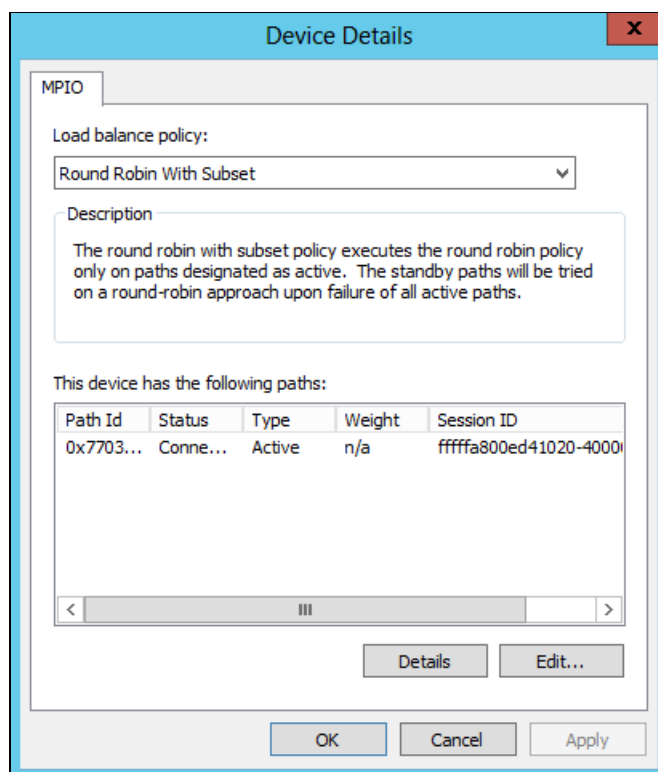 Device Details
x
MPIO
Load balance policy:
Round Robin With Subset
Description
The round robin with subset policy executes the round robin policy
only on paths designated as active.  The standby paths will be tried
on a round-robin approach upon failure of all active paths.
This device has the following paths:
Path Id Status Type Weight Session ID
0x7703... Conne... Active n/a fffffa800ed41020-4000
Details Edit...
OK Cancel Apply